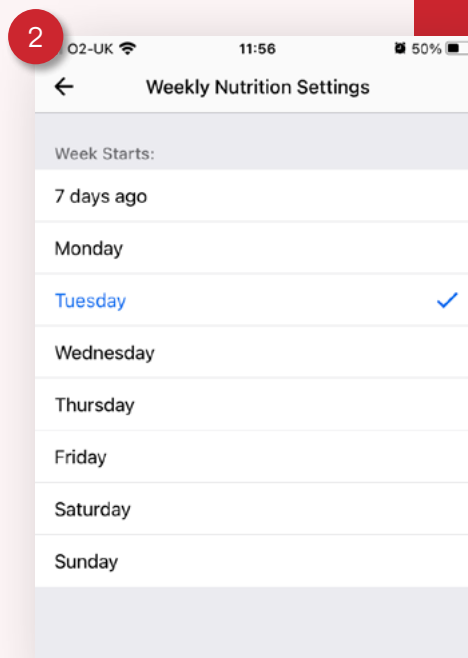 2
O2-UK 11:56 50%
Weekly Nutrition Settings
Week Starts:
7 days ago
Monday
Tuesday
Wednesday
Thursday
Friday
Saturday
Sunday